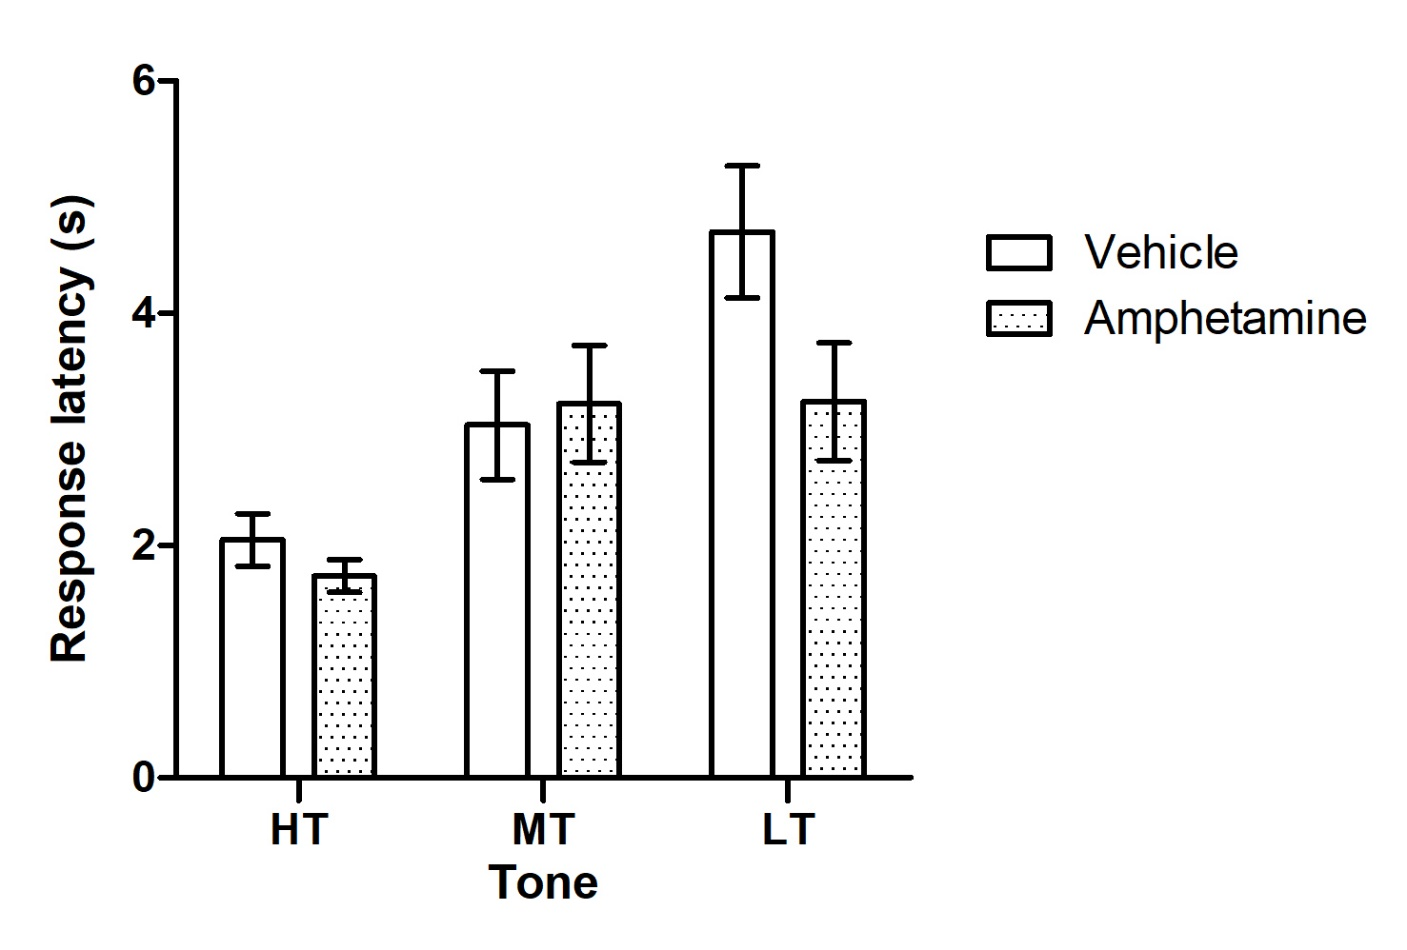 Response latency (s)
6
4
2
0
HT MT LT
Tone
Vehicle
Amphetamine